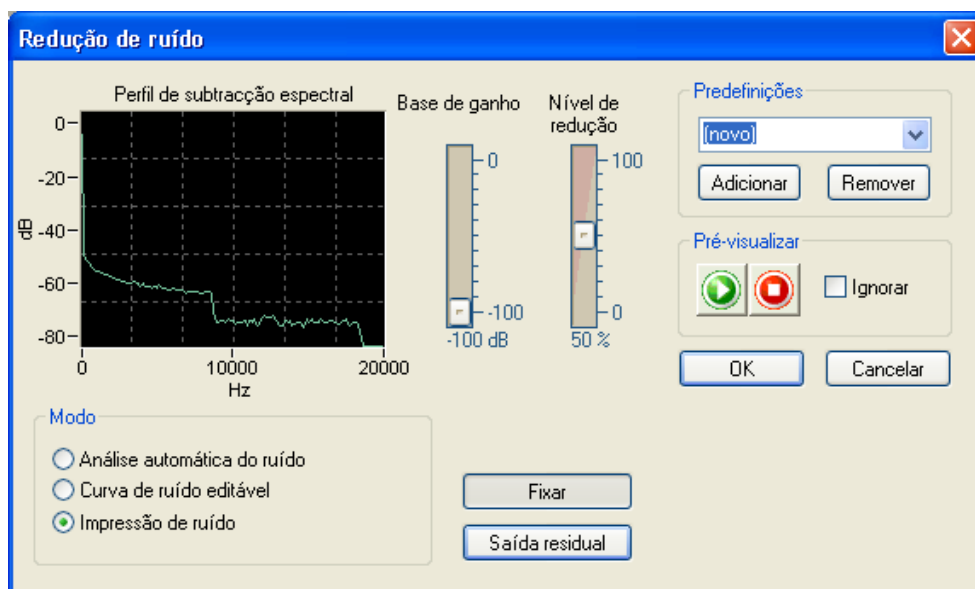 Redução de ruído
Perfil de subtracção espectral
0
-20
-40
-60
-80
dB
0
10000
20000
Hz
Base de ganho
0
-100
-100 dB
Nível de
redução
100
0
50 %
Predefinições
(novo)
Adicionar
Remover
Pré-visualizar
Ignorar
OK
Cancelar
Modo
Análise automática do ruído
Curva de ruído editável
Impressão de ruído
Fixar
Saída residual